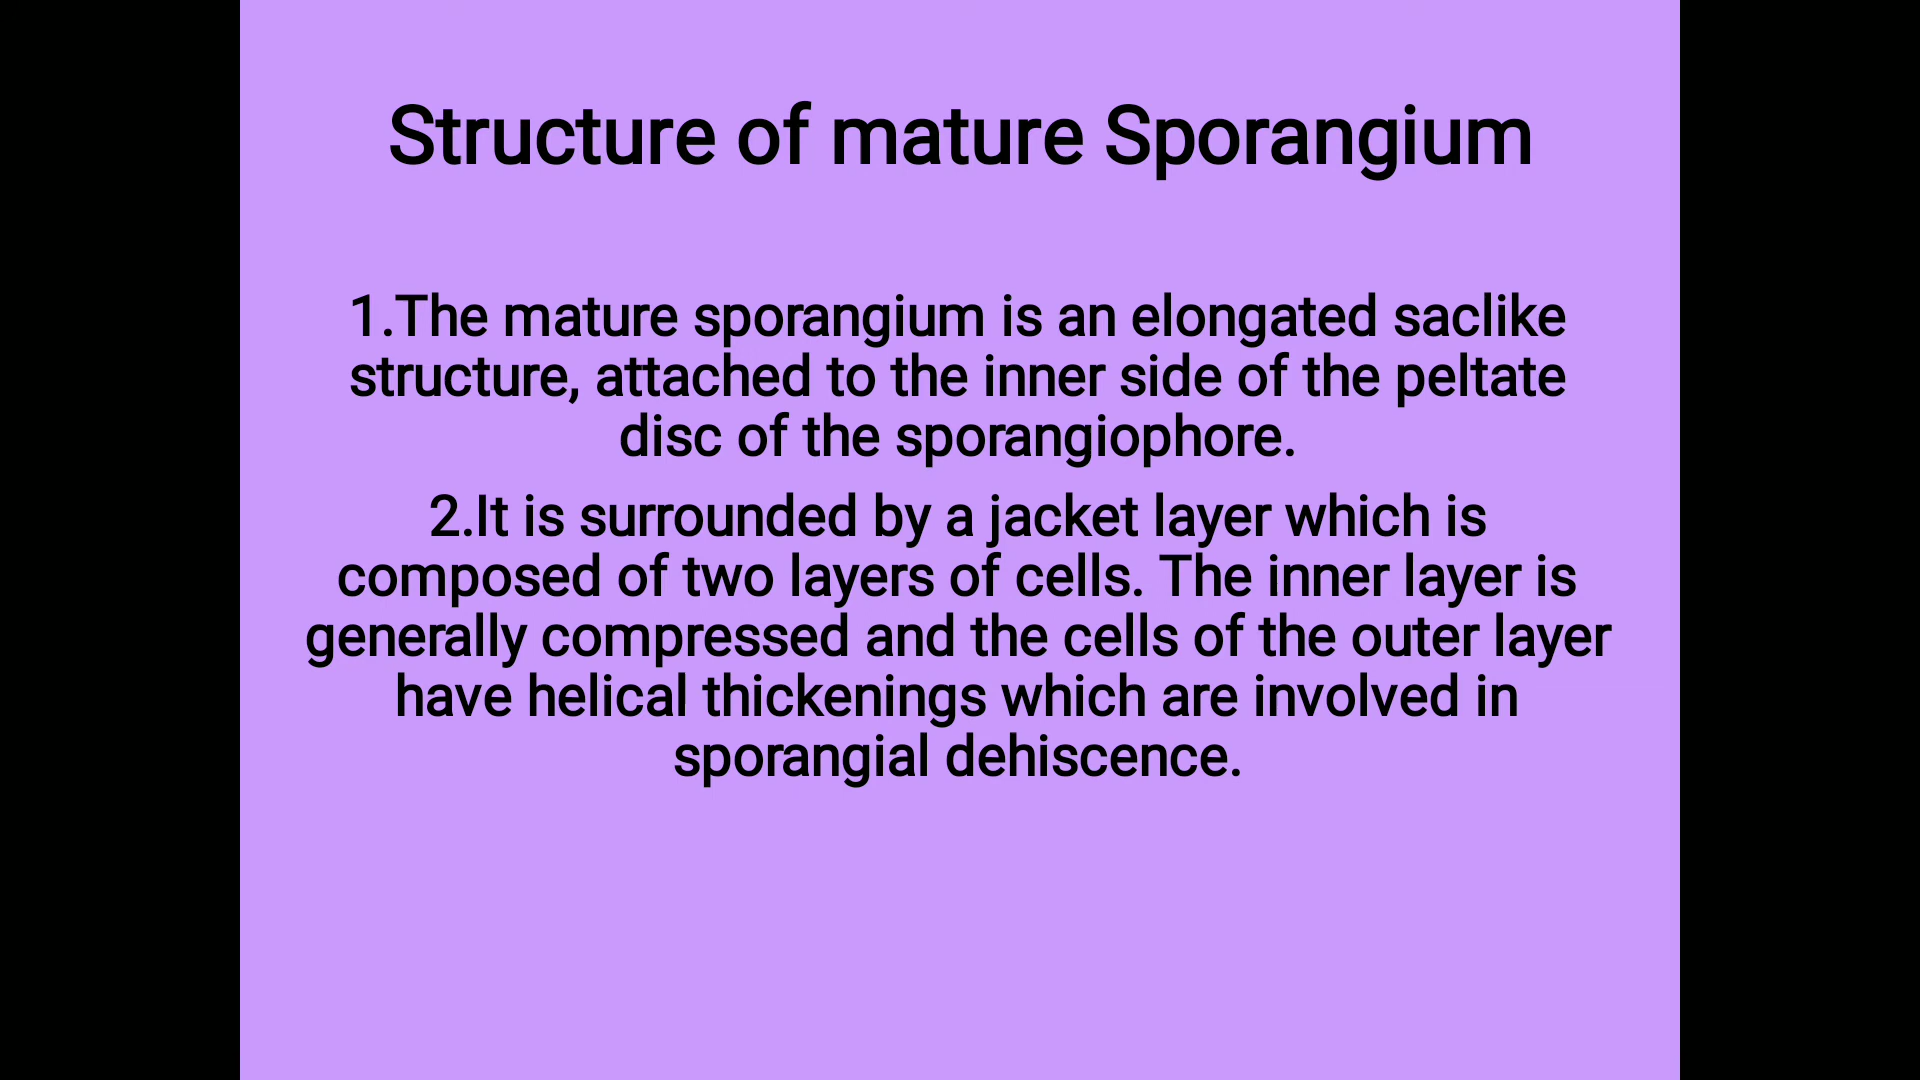 Structure of mature Sporangium
1.The mature sporangium is an elongated saclike
structure, attached to the inner side of the peltate
disc of the sporangiophore.
2.It is surrounded by a jacket layer which is
composed of two layers of cells. The inner layer is
generally compressed and the cells of the outer layer
have helical thickenings which are involved in
sporangial dehiscence.